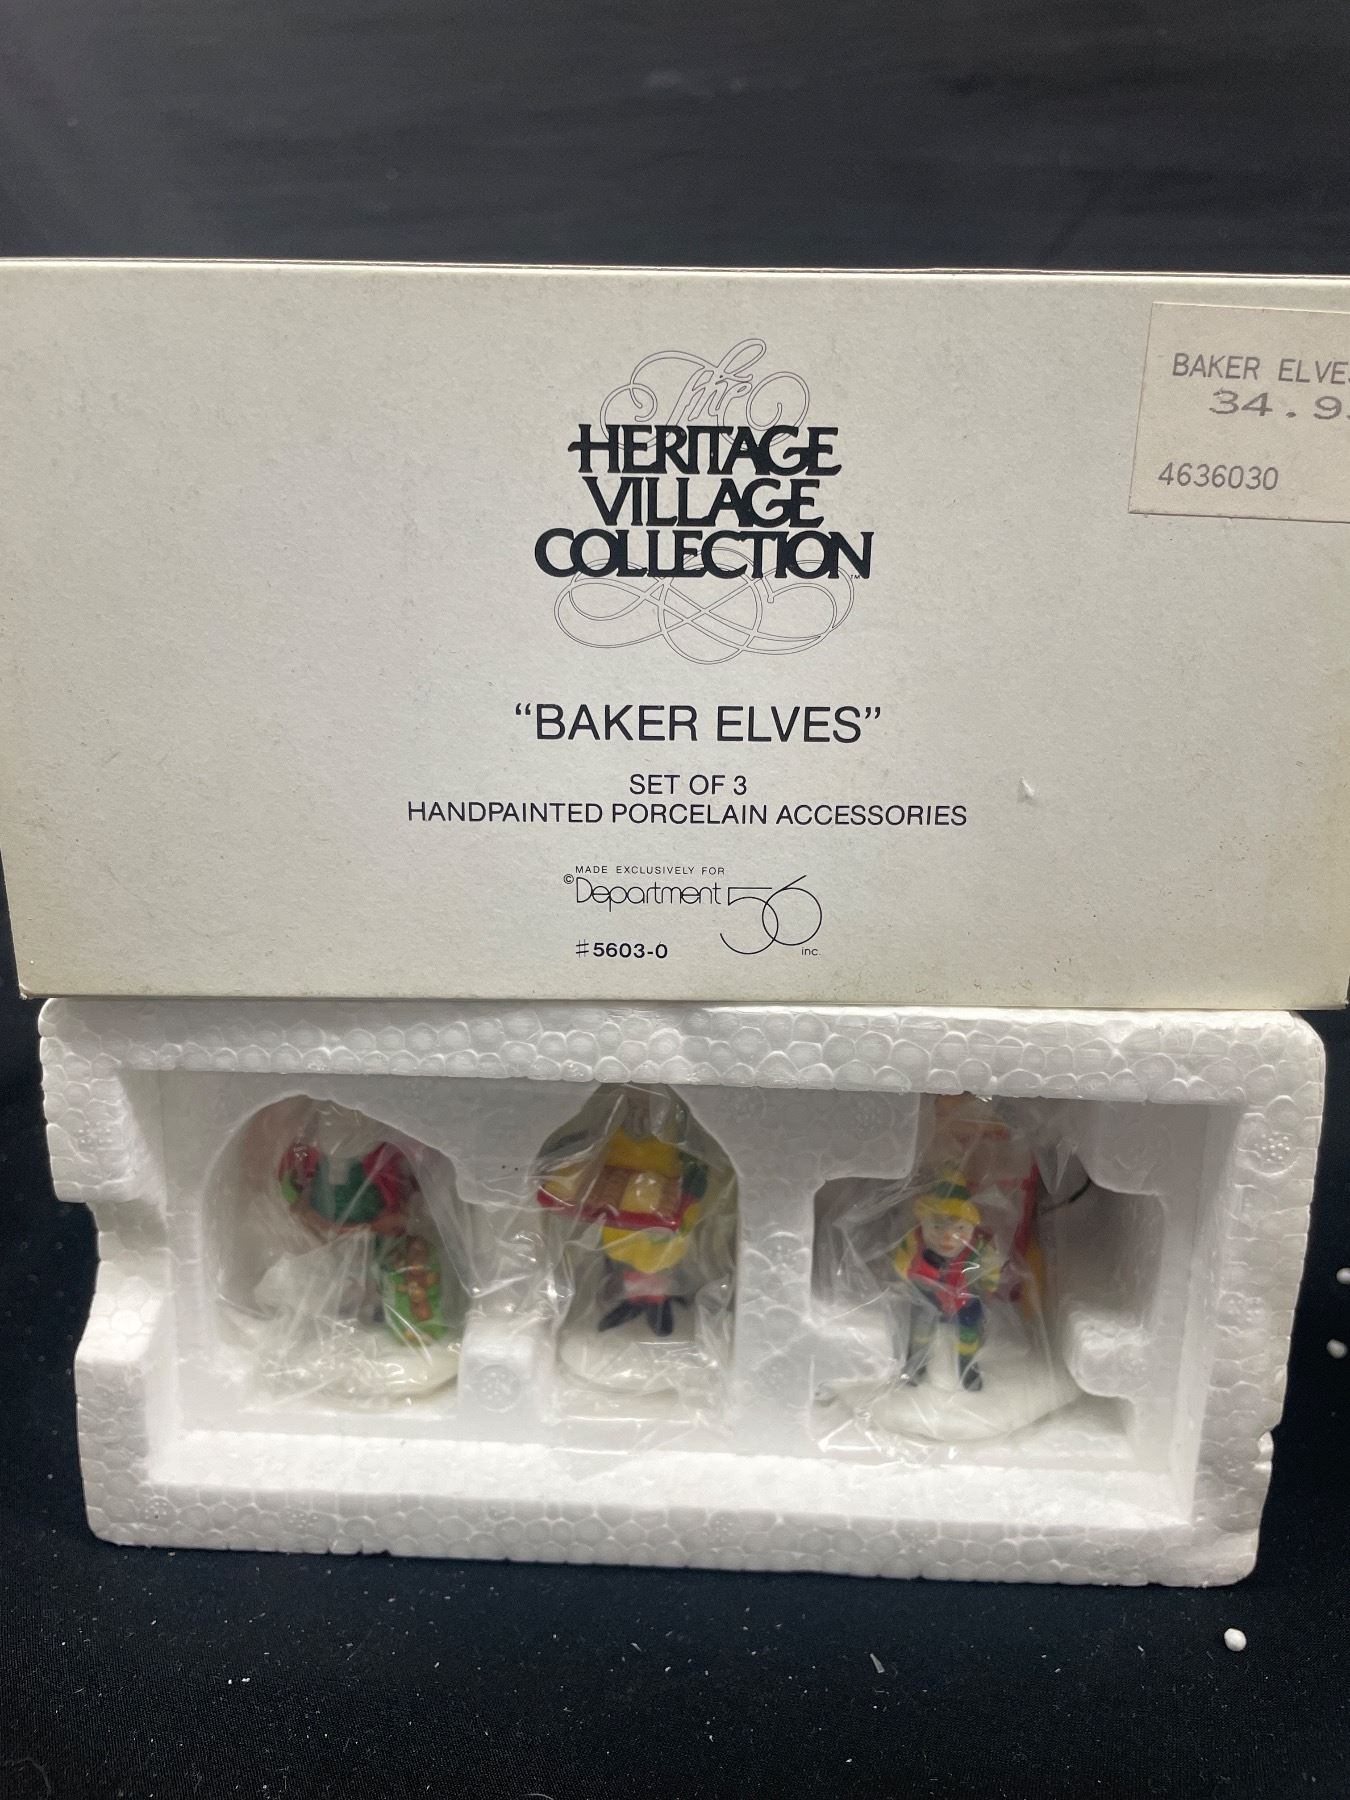 The
HERITAGE
VILLAGE
COLLECTION™
“BAKER ELVES”
SET OF 3
HANDPAINTED PORCELAIN ACCESSORIES
MADE EXCLUSIVELY FOR
©Department 56 inc.
#5603-0
BAKER ELVE
34.9
4636030